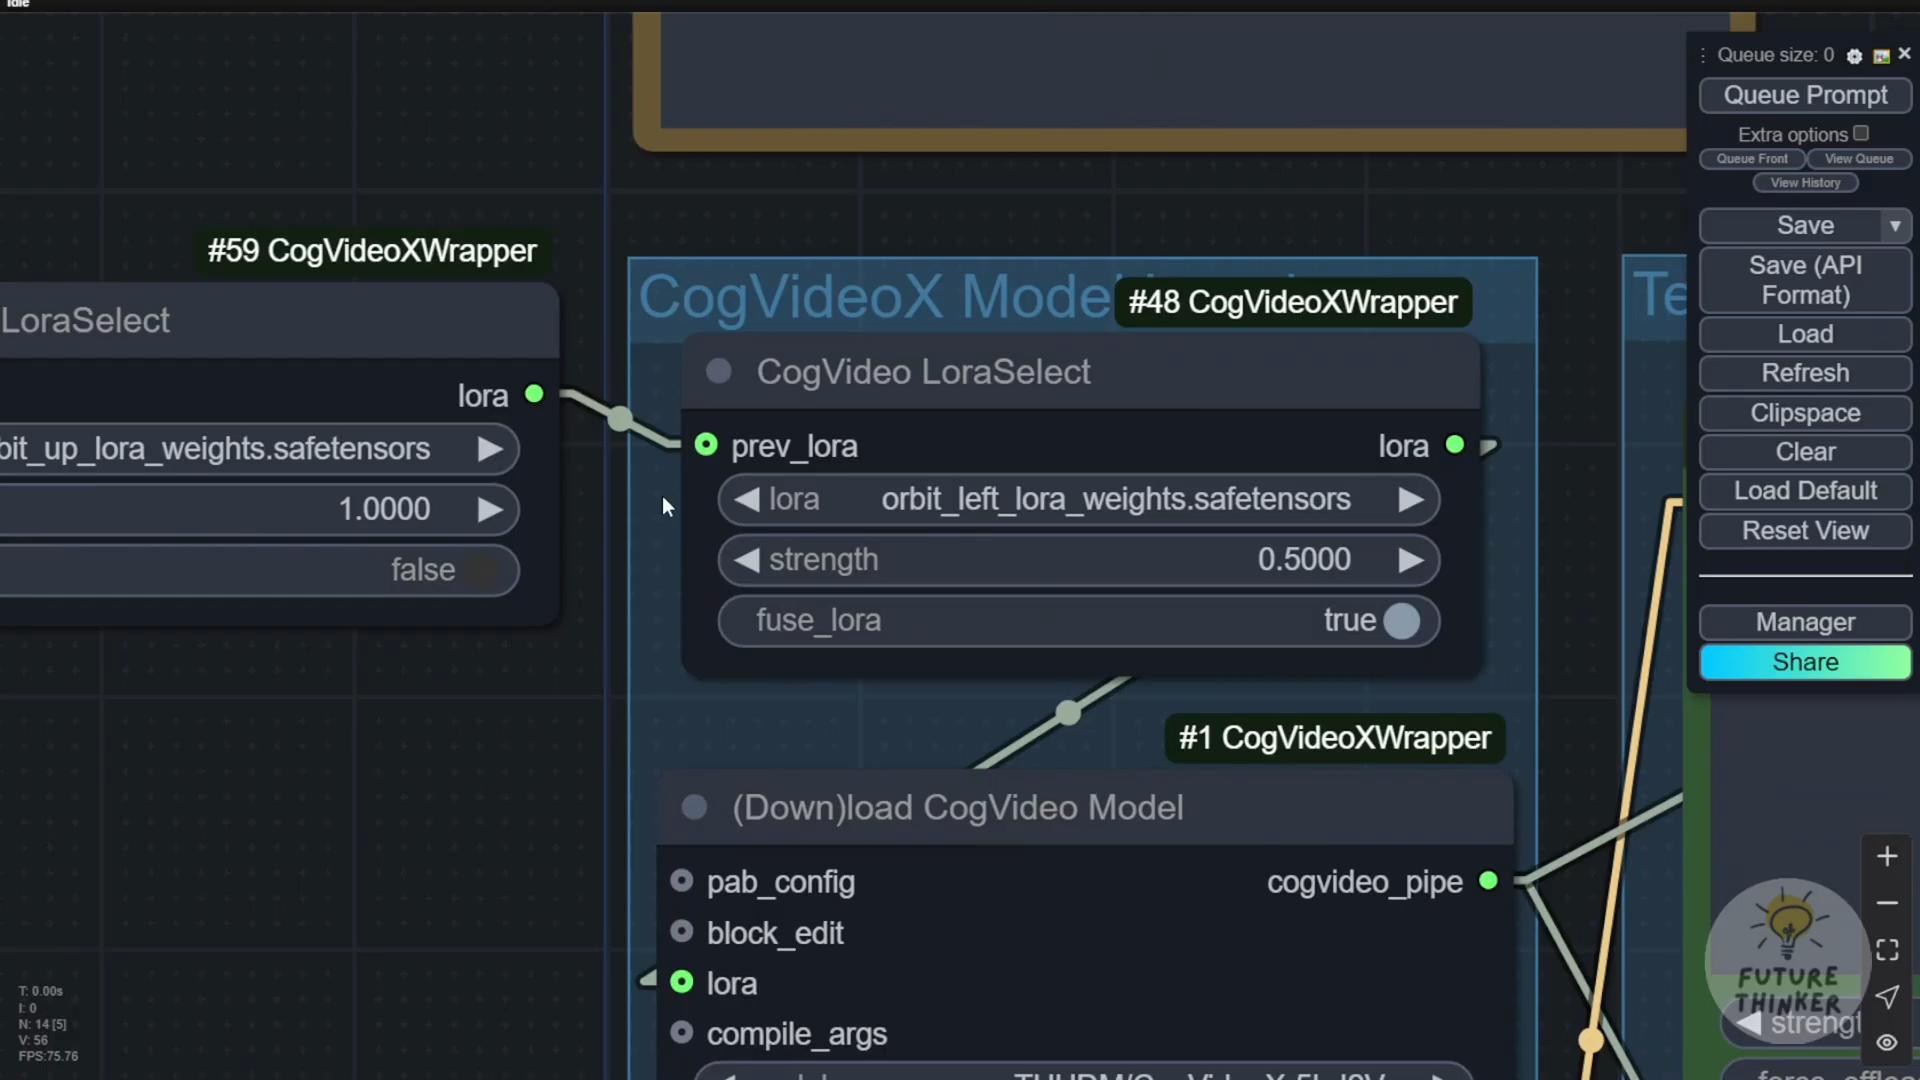 Idle
Queue size: 0
Queue Prompt
Extra options
Queue Front
View Queue
View History
Save
Save (API
Format)
Load
Refresh
Clipspace
Clear
Load Default
Reset View
Manager
Share
#59 CogVideoXWrapper
LoraSelect
lora
bit_up_lora_weights.safetensors
1.0000
false
CogVideoX Mode
#48 CogVideoXWrapper
CogVideo LoraSelect
prev_lora
lora
lora orbit_left_lora_weights.safetensors
strength 0.5000
fuse_lora true
#1 CogVideoXWrapper
(Down)load CogVideo Model
pab_config
cogvideo_pipe
block_edit
lora
compile_args
Te
FUTURE
THINKER
strengt
T: 0.00s
I: 0
N: 14 [5]
V: 56
FPS:75.76